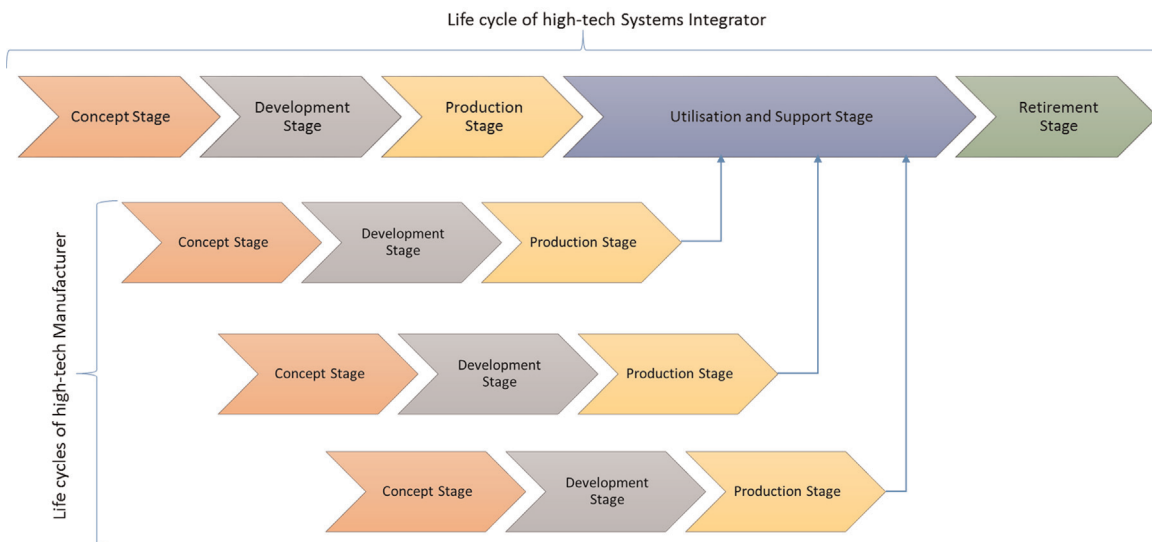 Life cycle of high-tech Systems Integrator
Concept Stage
Development
Stage
Production
Stage
Utilisation and Support Stage
Retirement
Stage
Life cycles of high-tech Manufacturer
Concept Stage
Development
Stage
Production Stage
Concept Stage
Development
Stage
Production Stage
Concept Stage
Development
Stage
Production Stage